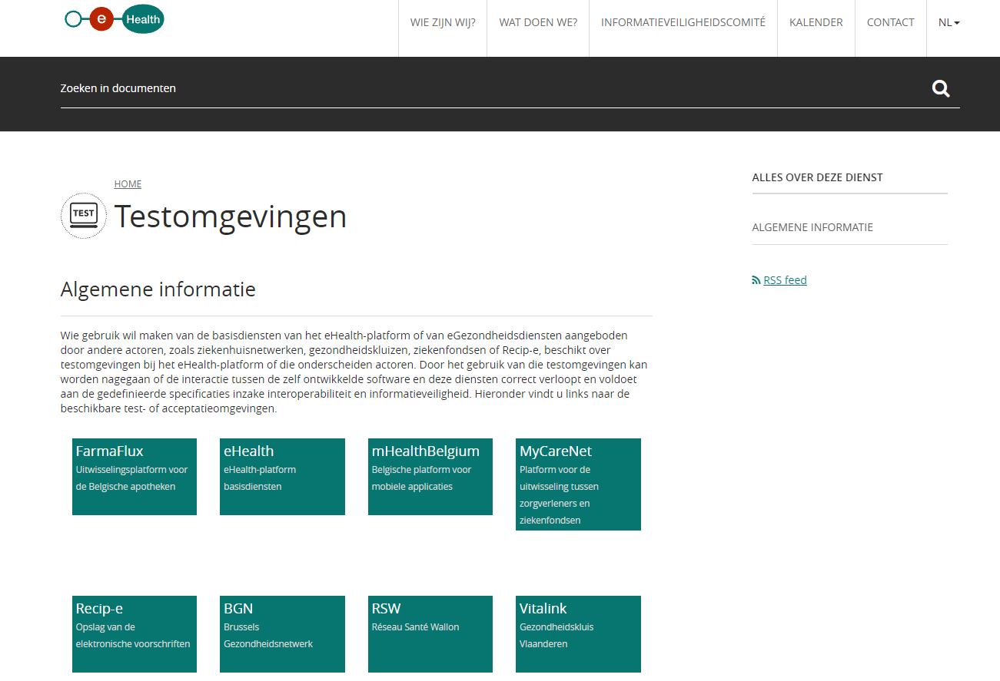 e Health
WIE ZIJN WIJ?
WAT DOEN WE?
INFORMATIEVEILIGHEIDSCOMITÉ
KALENDER
CONTACT
NL
Zoeken in documenten
HOME
TEST
Testomgevingen
Algemene informatie
Wie gebruik wil maken van de basisdiensten van het eHealth-platform of van eGezondheidsdiensten aangeboden
door andere actoren, zoals ziekenhuisnetwerken, gezondheidskluizen, ziekenfondsen of Recip-e, beschikt over
testomgevingen bij het eHealth-platform of die onderscheiden actoren. Door het gebruik van die testomgevingen kan
worden nagegaan of de interactie tussen de zelf ontwikkelde software en deze diensten correct verloopt en voldoet
aan de gedefinieerde specificaties inzake interoperabiliteit en informatieveiligheid. Hieronder vindt u links naar de
beschikbare test- of acceptatieomgevingen.
FarmaFlux
Uitwisselingsplatform voor
de Belgische apotheken
eHealth
eHealth-platform
basisdiensten
mHealthBelgium
Belgische platform voor
mobiele applicaties
MyCareNet
Platform voor de
uitwisseling tussen
zorgverleners en
ziekenfondsen
Recip-e
Opslag van de
elektronische voorschriften
BGN
Brussels
Gezondheidsnetwerk
RSW
Réseau Santé Wallon
Vitalink
Gezondheidskluis
Vlaanderen
ALLES OVER DEZE DIENST
ALGEMENE INFORMATIE
RSS feed